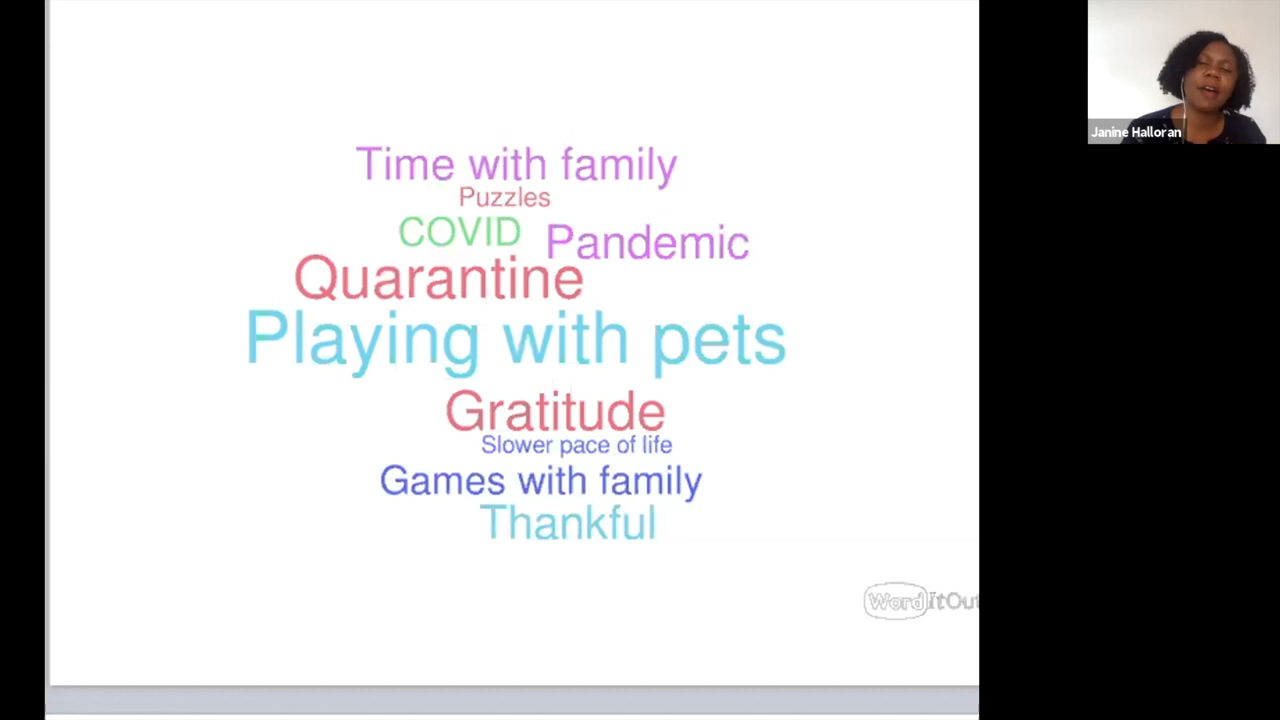 Time with family
Puzzles
COVID Pandemic
Quarantine
Playing with pets
Gratitude
Slower pace of life
Games with family
Thankful
WordItOut
Janine Halloran